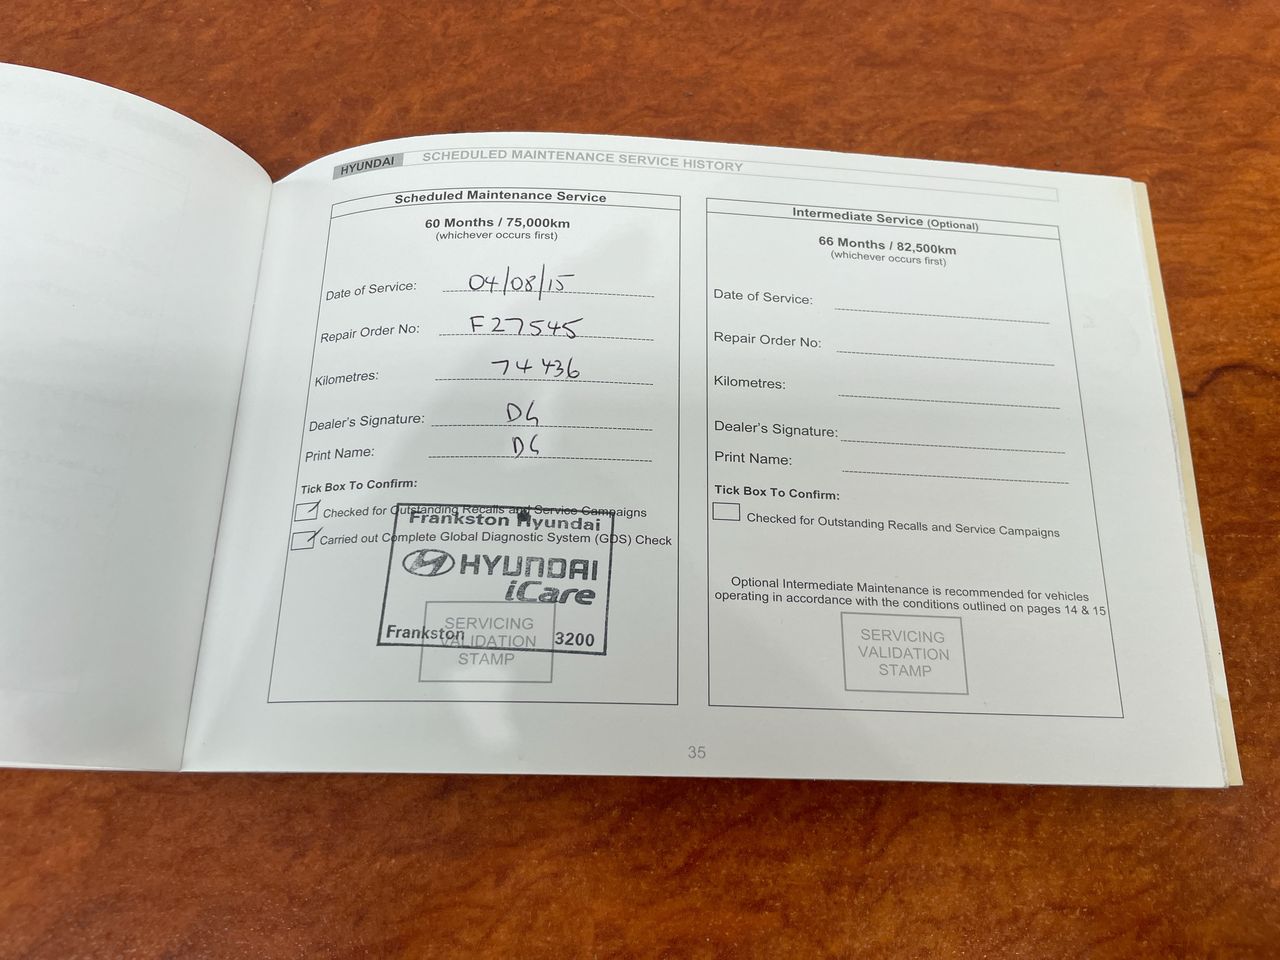 HYUNDAI SCHEDULED MAINTENANCE SERVICE HISTORY
Scheduled Maintenance Service
60 Months / 75,000km
(whichever occurs first)
Date of Service: 04/08/15
Repair Order No: F27545
Kilometres: 74436
Dealer's Signature: DG
Print Name: DG
Tick Box To Confirm:
Checked for Outstanding Recalls and Service Campaigns
Carried out Complete Global Diagnostic System (GDS) Check
Frankston Hyundai
HYUNDAI
iCare
Frankston 3200
SERVICING
VALIDATION
STAMP
Intermediate Service (Optional)
66 Months / 82,500km
(whichever occurs first)
Date of Service:
Repair Order No:
Kilometres:
Dealer's Signature:
Print Name:
Tick Box To Confirm:
Checked for Outstanding Recalls and Service Campaigns
Optional Intermediate Maintenance is recommended for vehicles
operating in accordance with the conditions outlined on pages 14 & 15
SERVICING
VALIDATION
STAMP
35